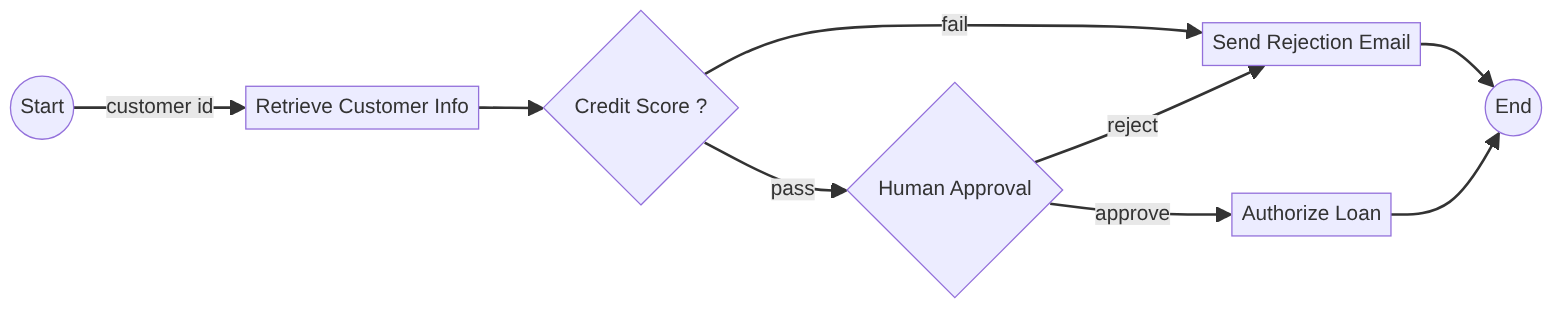 Start
customer id
Retrieve Customer Info
Credit Score ?
fail
pass
Human Approval
reject
approve
Send Rejection Email
Authorize Loan
End